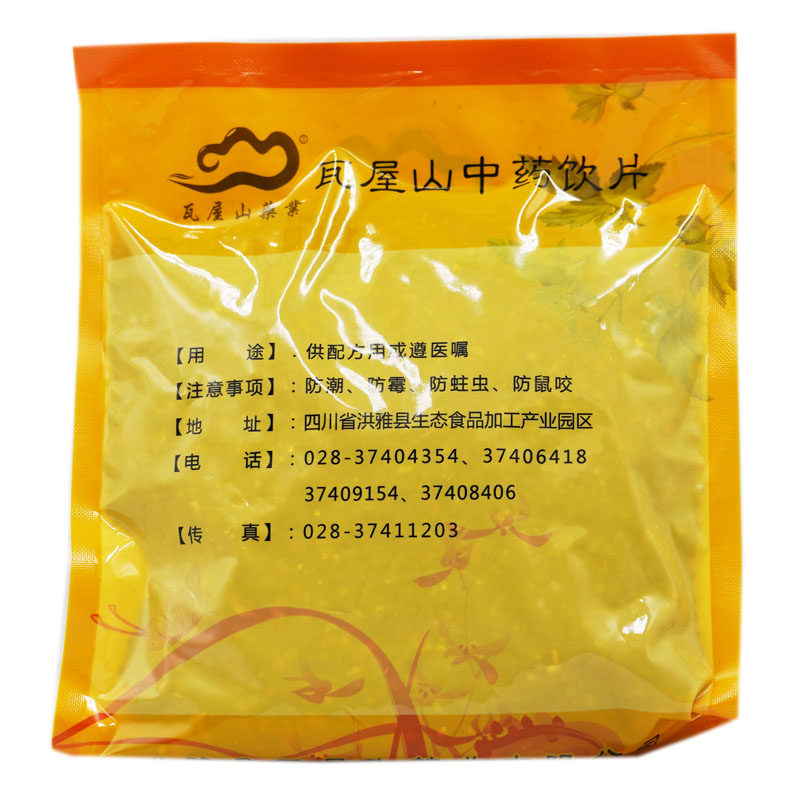 瓦屋山中药饮片
®
瓦屋山藥業
【用 途】：供配方用或遵医嘱
【注意事项】：防潮、防霉、防蛀虫、防鼠咬
【地 址】：四川省洪雅县生态食品加工产业园区
【电 话】：028-37404354、37406418
37409154、37408406
【传 真】：028-37411203